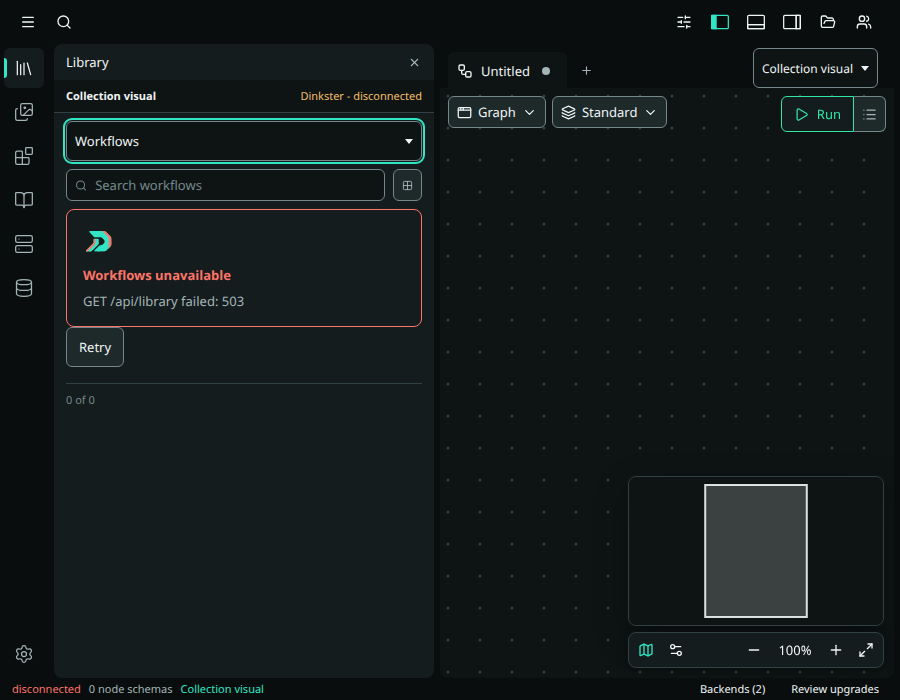 Library
Collection visual
Dinkster - disconnected
Workflows
Search workflows
Workflows unavailable
GET /api/library failed: 503
Retry
0 of 0
Untitled
Collection visual
Graph
Standard
Run
100%
disconnected
0 node schemas
Collection visual
Backends (2)
Review upgrades